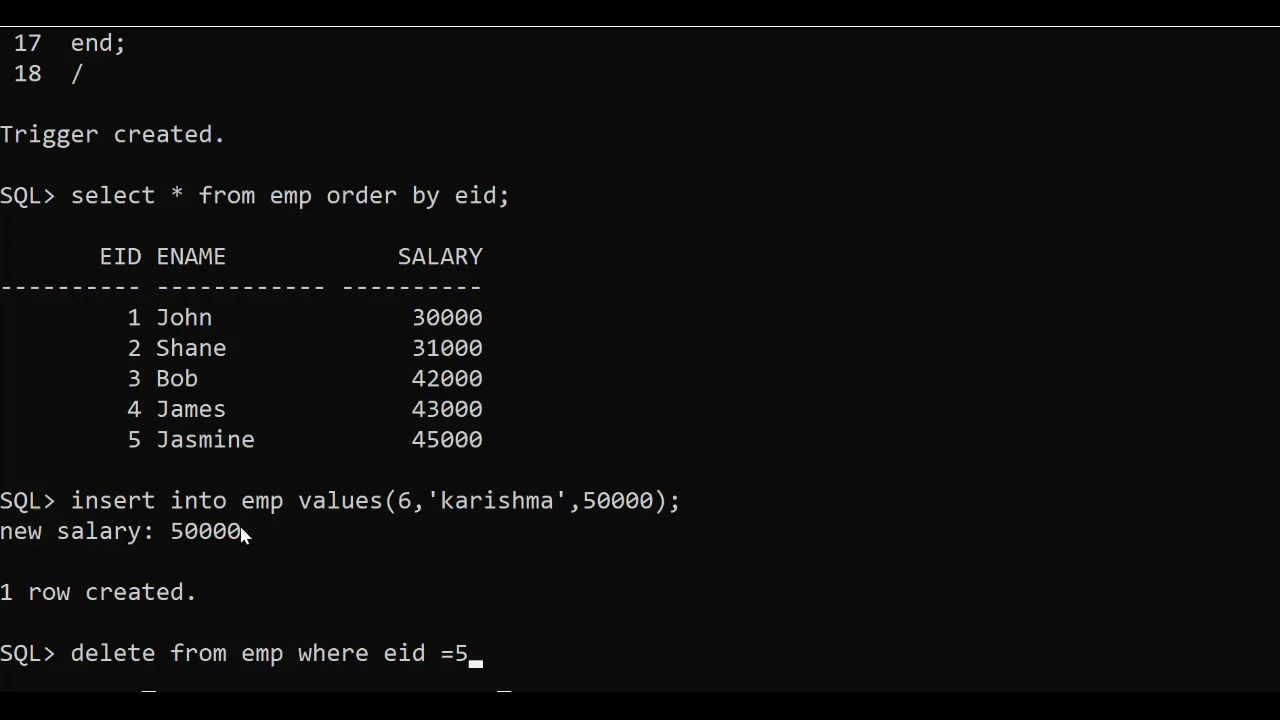 17  end;
18  /
Trigger created.
SQL> select * from emp order by eid;
EID ENAME            SALARY
---------- ------------ ----------
1 John              30000
2 Shane             31000
3 Bob               42000
4 James             43000
5 Jasmine           45000
SQL> insert into emp values(6,'karishma',50000);
new salary: 50000
1 row created.
SQL> delete from emp where eid =5